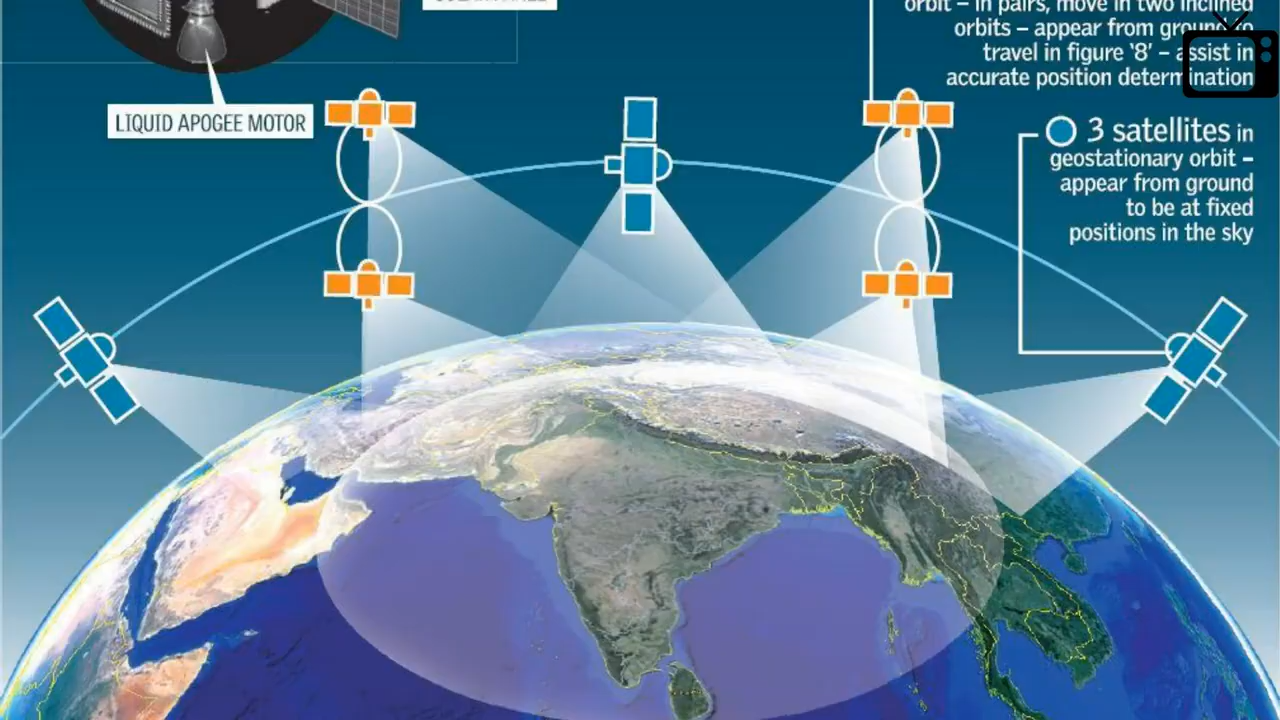 orbit – in pairs, move in two inclined
orbits – appear from ground to
travel in figure ‘8’ – assist in
accurate position determination
LIQUID APOGEE MOTOR
3 satellites in
geostationary orbit –
appear from ground
to be at fixed
positions in the sky